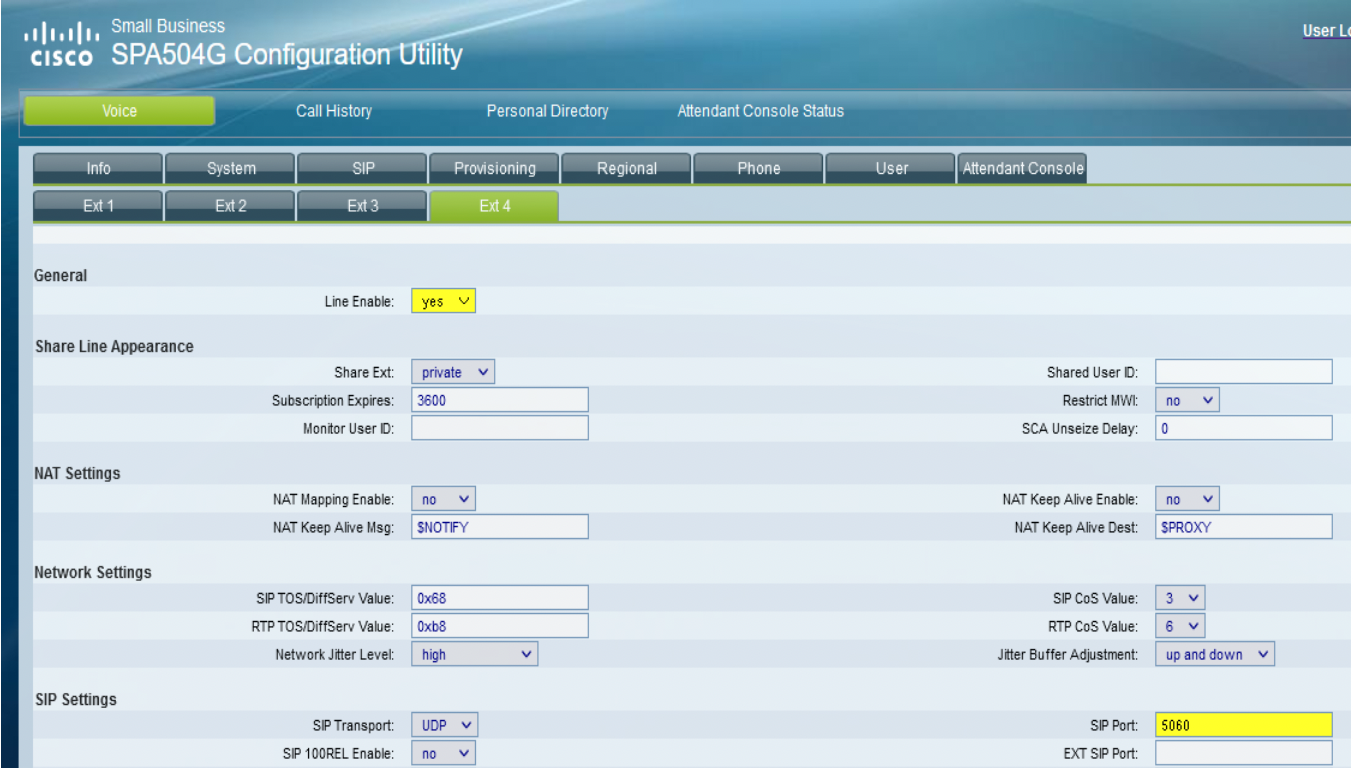 Small Business
CISCO SPA504G Configuration Utility
User Lo
Voice Call History Personal Directory Attendant Console Status
Info System SIP Provisioning Regional Phone User Attendant Console
Ext 1 Ext 2 Ext 3 Ext 4
General
Line Enable: yes
Share Line Appearance
Share Ext: private Shared User ID:
Subscription Expires: 3600 Restrict MWI: no
Monitor User ID: SCA Unseize Delay: 0
NAT Settings
NAT Mapping Enable: no NAT Keep Alive Enable: no
NAT Keep Alive Msg: $NOTIFY NAT Keep Alive Dest: $PROXY
Network Settings
SIP TOS/DiffServ Value: 0x68 SIP CoS Value: 3
RTP TOS/DiffServ Value: 0xb8 RTP CoS Value: 6
Network Jitter Level: high Jitter Buffer Adjustment: up and down
SIP Settings
SIP Transport: UDP SIP Port: 5060
SIP 100REL Enable: no EXT SIP Port: